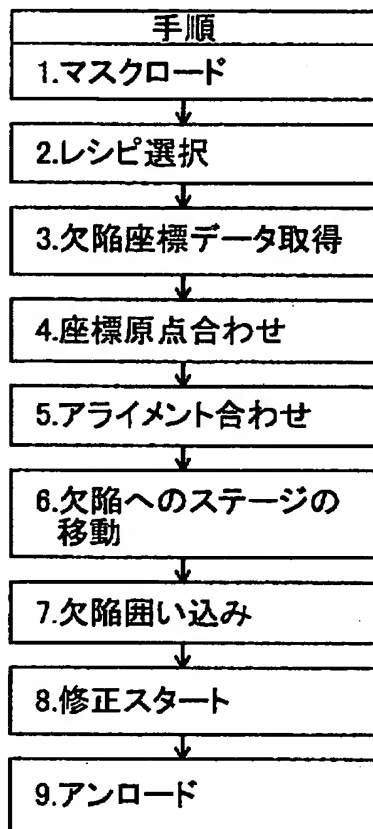 手順
1.マスクロード
2.レシピ選択
3.欠陥座標データ取得
4.座標原点合わせ
5.アライメント合わせ
6.欠陥へのステージの
移動
7.欠陥囲い込み
8.修正スタート
9.アンロード